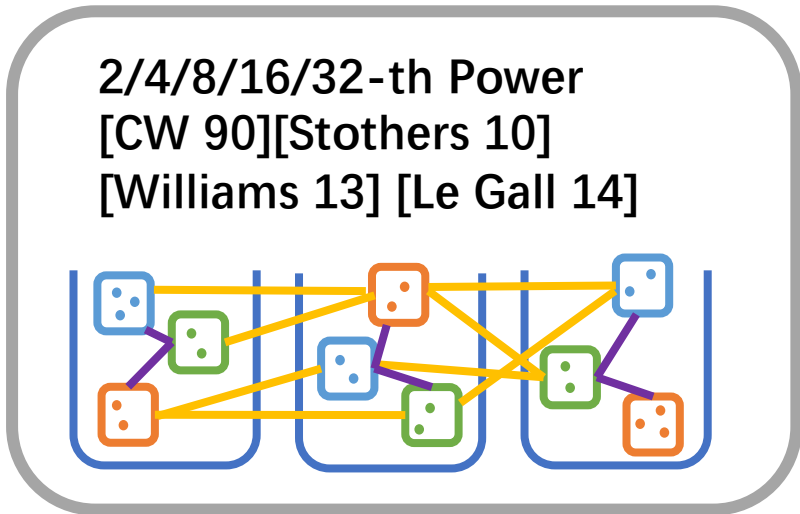 2/4/8/16/32-th Power
[CW 90][Stothers 10]
[Williams 13] [Le Gall 14]